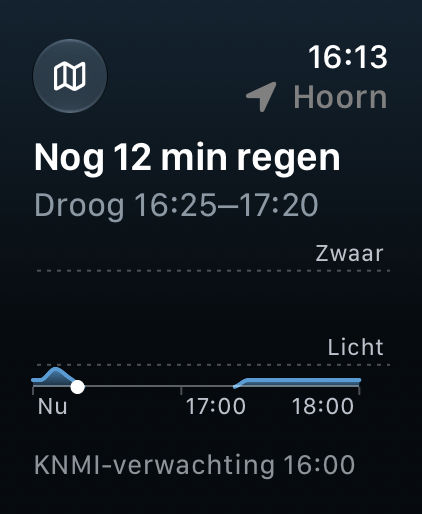 16:13
Hoorn
Nog 12 min regen
Droog 16:25–17:20
Zwaar
Licht
Nu 17:00 18:00
KNMI-verwachting 16:00